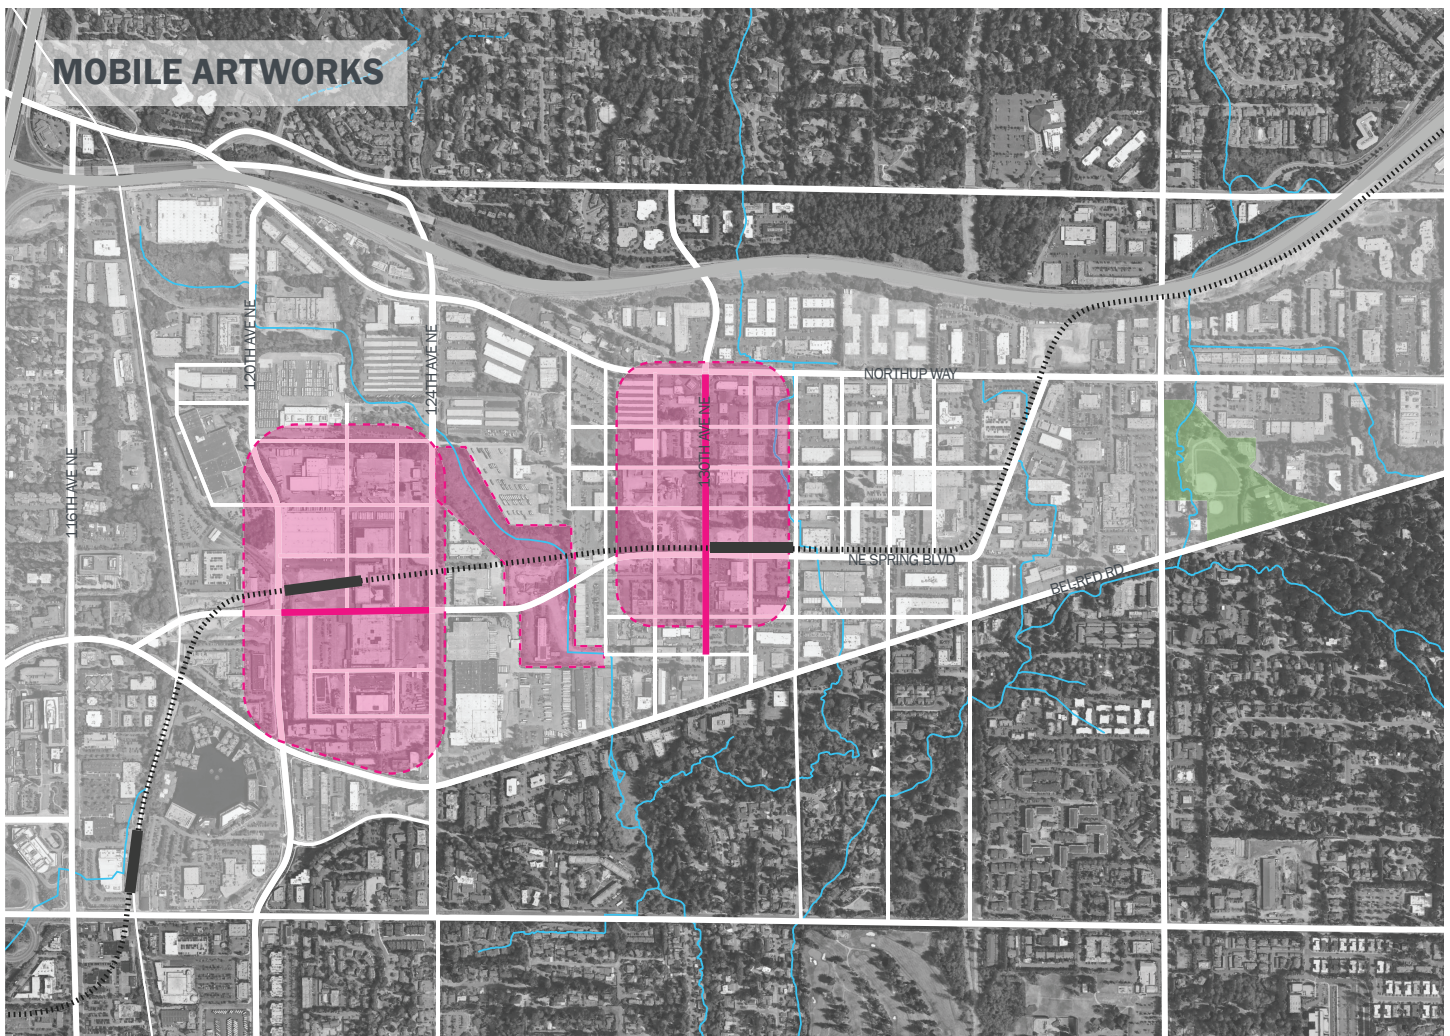 MOBILE ARTWORKS
120TH AVE NE
124TH AVE NE
NORTHUP WAY
130TH AVE NE
116TH AVE NE
NE SPRING BLVD
BEL-RED RD